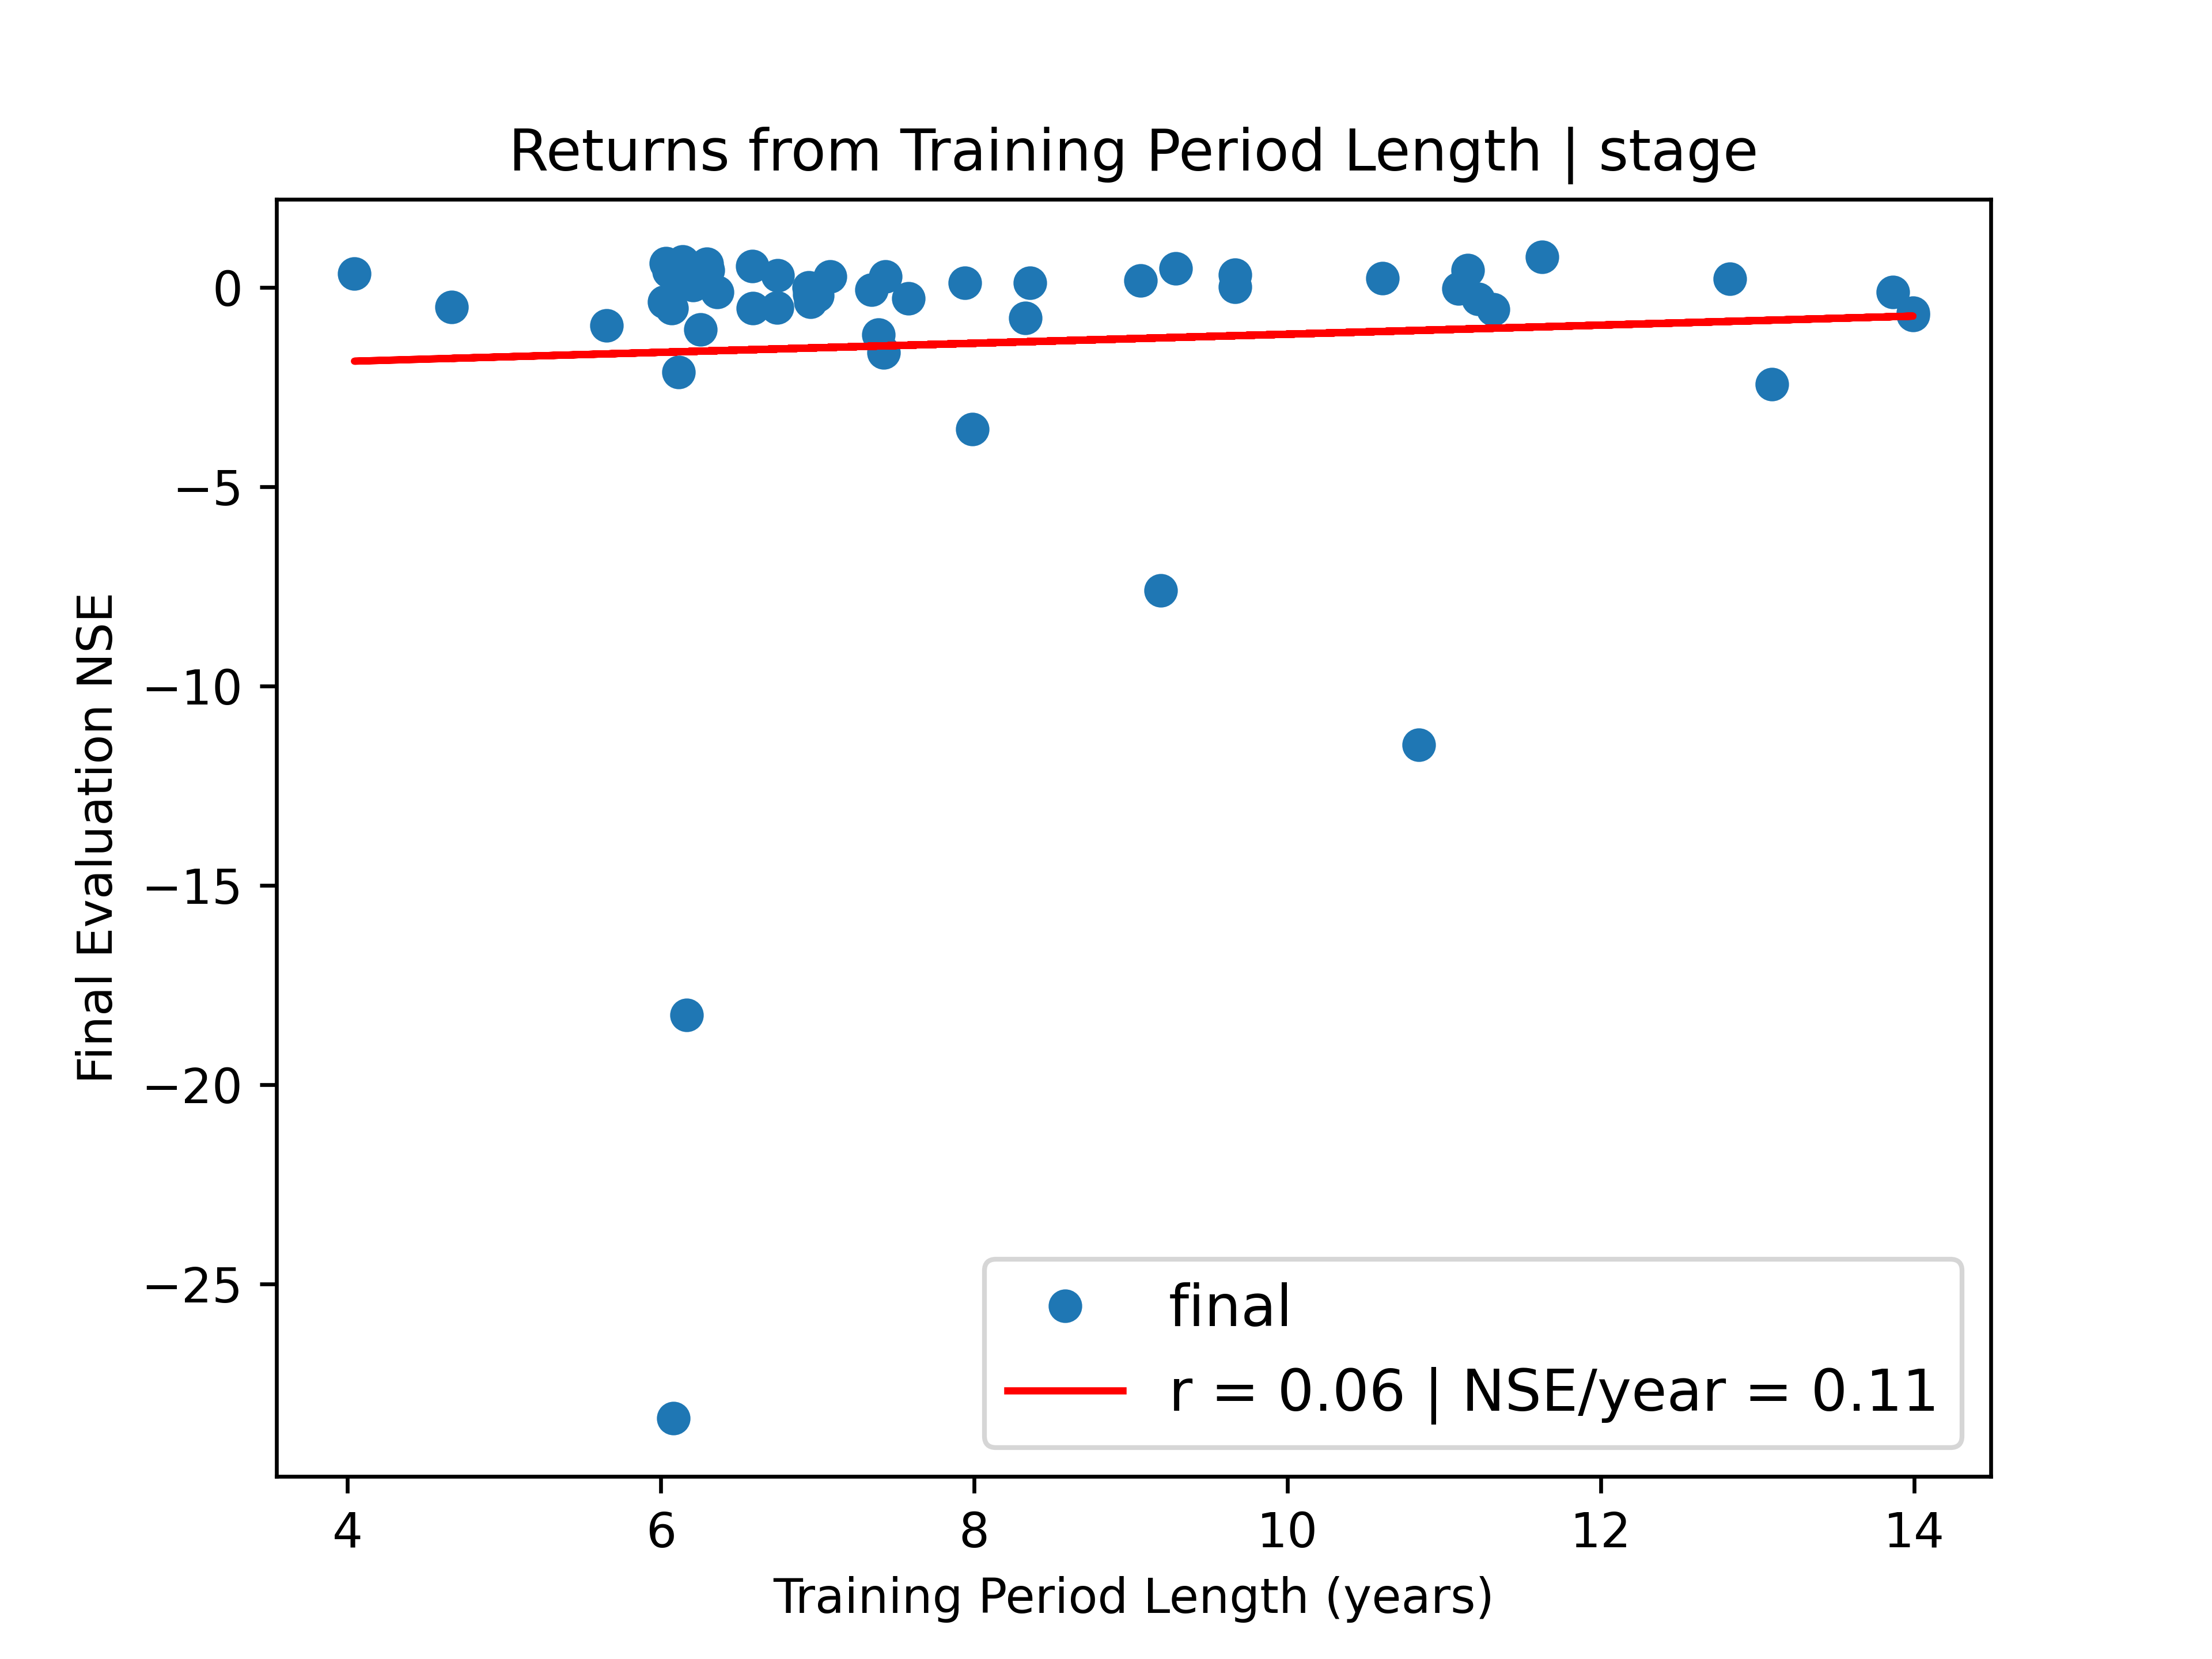 Returns from Training Period Length | stage
Final Evaluation NSE
0
−5
−10
−15
−20
−25
final
r = 0.06 | NSE/year = 0.11
4 6 8 10 12 14
Training Period Length (years)